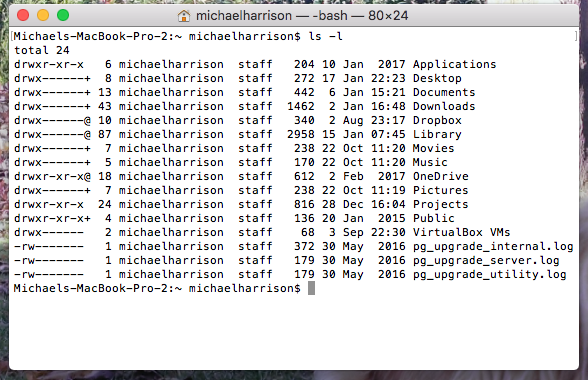 michaelharrison — -bash — 80×24
[Michaels-MacBook-Pro-2:~ michaelharrison$ ls -l ]
total 24
drwxr-xr-x   6 michaelharrison  staff   204 10 Jan  2017 Applications
drwx------+  8 michaelharrison  staff   272 17 Jan 22:23 Desktop
drwx------+ 13 michaelharrison  staff   442  6 Jan 15:21 Documents
drwx------+ 43 michaelharrison  staff  1462  2 Jan 16:48 Downloads
drwx------@ 10 michaelharrison  staff   340  2 Aug 23:17 Dropbox
drwx------@ 87 michaelharrison  staff  2958 15 Jan 07:45 Library
drwx------+  7 michaelharrison  staff   238 22 Oct 11:20 Movies
drwx------+  5 michaelharrison  staff   170 22 Oct 11:20 Music
drwxr-xr-x@ 18 michaelharrison  staff   612  2 Feb  2017 OneDrive
drwx------+  7 michaelharrison  staff   238 22 Oct 11:19 Pictures
drwxr-xr-x  24 michaelharrison  staff   816 28 Dec 16:04 Projects
drwxr-xr-x+  4 michaelharrison  staff   136 20 Jan  2015 Public
drwx------   2 michaelharrison  staff    68  3 Sep 22:30 VirtualBox VMs
-rw-------   1 michaelharrison  staff   372 30 May  2016 pg_upgrade_internal.log
-rw-------   1 michaelharrison  staff   179 30 May  2016 pg_upgrade_server.log
-rw-------   1 michaelharrison  staff   179 30 May  2016 pg_upgrade_utility.log
Michaels-MacBook-Pro-2:~ michaelharrison$